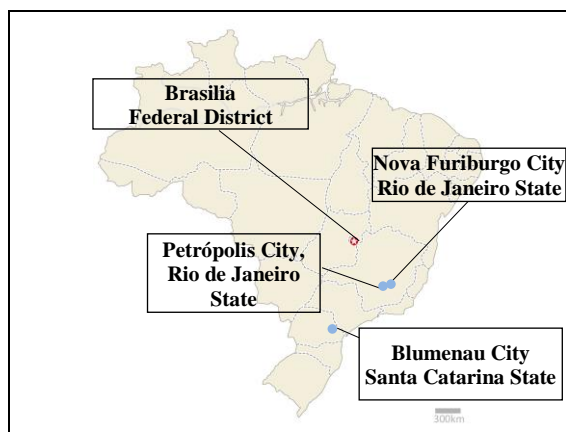 Brasilia
Federal District
Nova Furiburgo City
Rio de Janeiro State
Petrópolis City,
Rio de Janeiro
State
Blumenau City
Santa Catarina State
300km